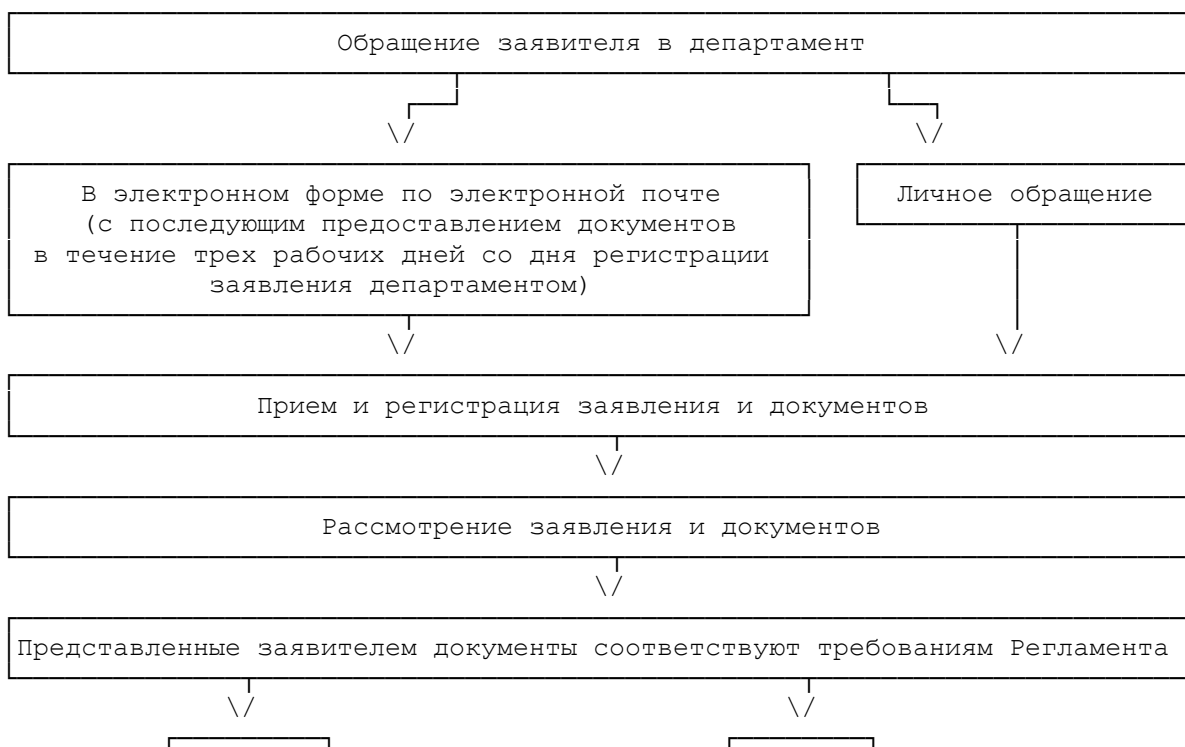 Обращение заявителя в департамент
В электронном форме по электронной почте
Личное обращение
(с последующим предоставлением документов
в течение трех рабочих дней со дня регистрации
заявления департаментом)
Прием и регистрация заявления и документов
Рассмотрение заявления и документов
Представленные заявителем документы соответствуют требованиям Регламента